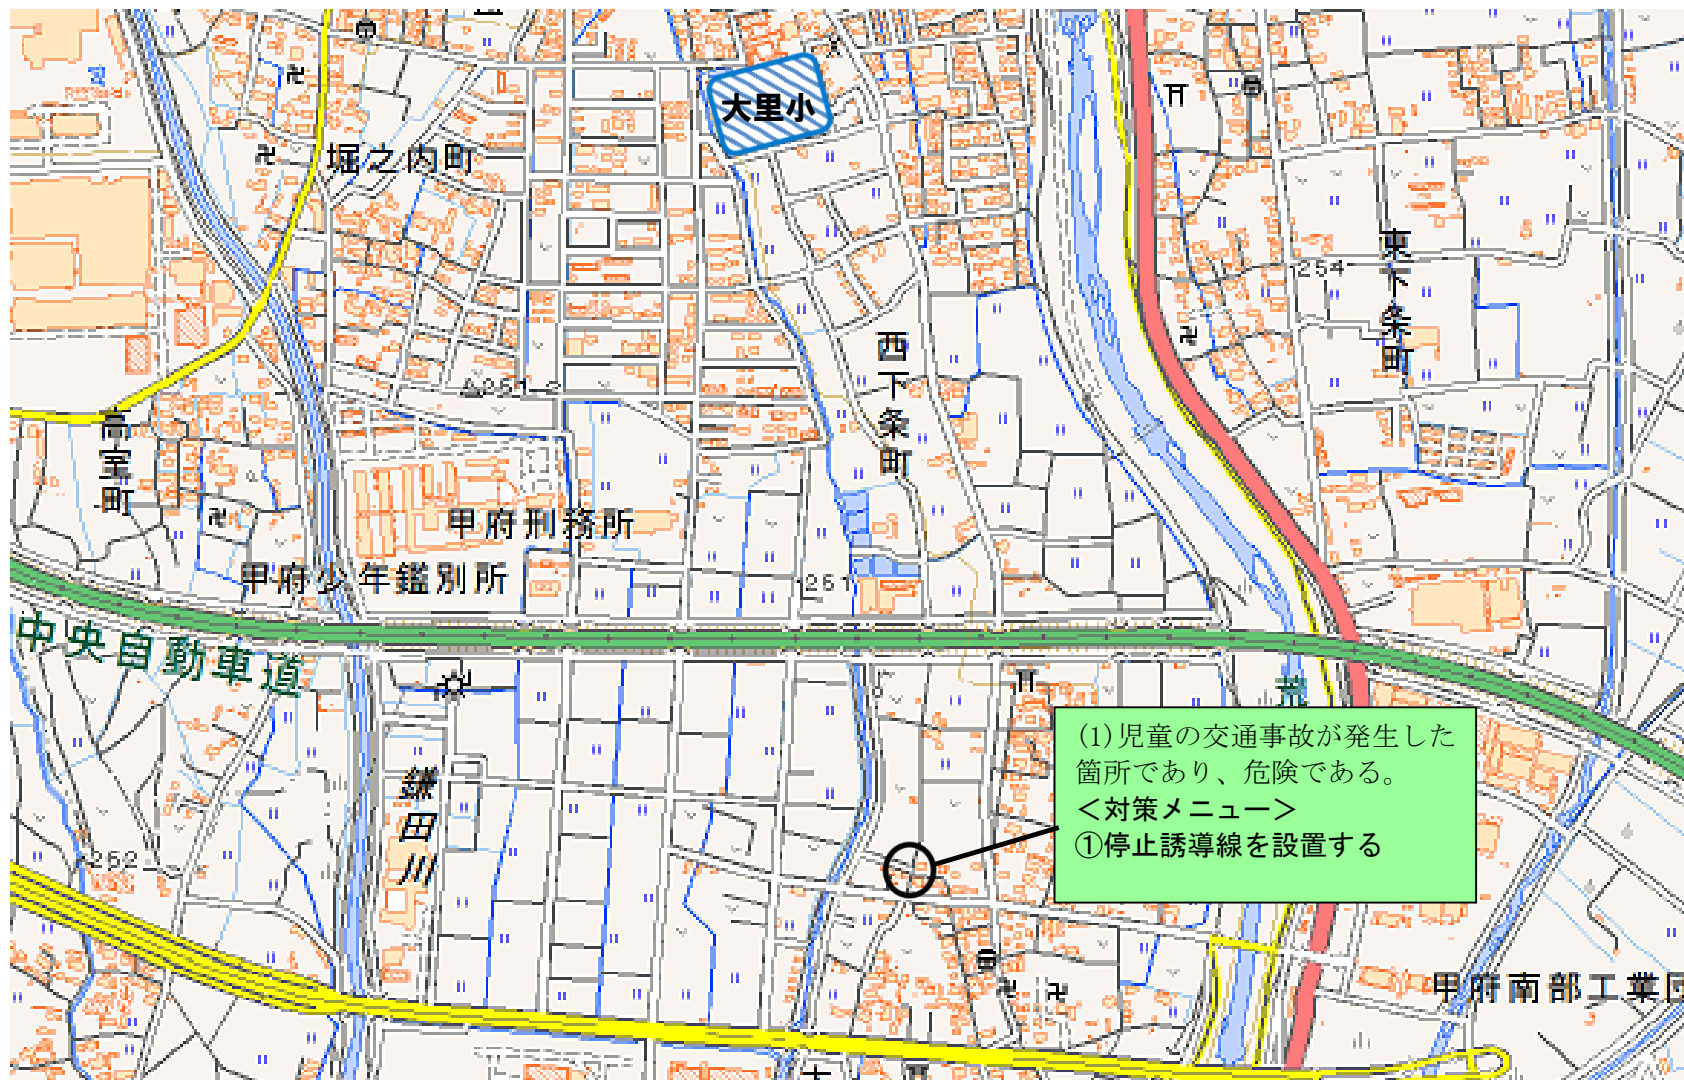 大里小
堀之内町
254
東下条町
西下条町
6251
高室町
甲府刑務所
甲府少年鑑別所
251
中央自動車道
荒
(1)児童の交通事故が発生した
箇所であり、危険である。
<対策メニュー>
①停止誘導線を設置する
鎌田川
252
甲府南部工業団